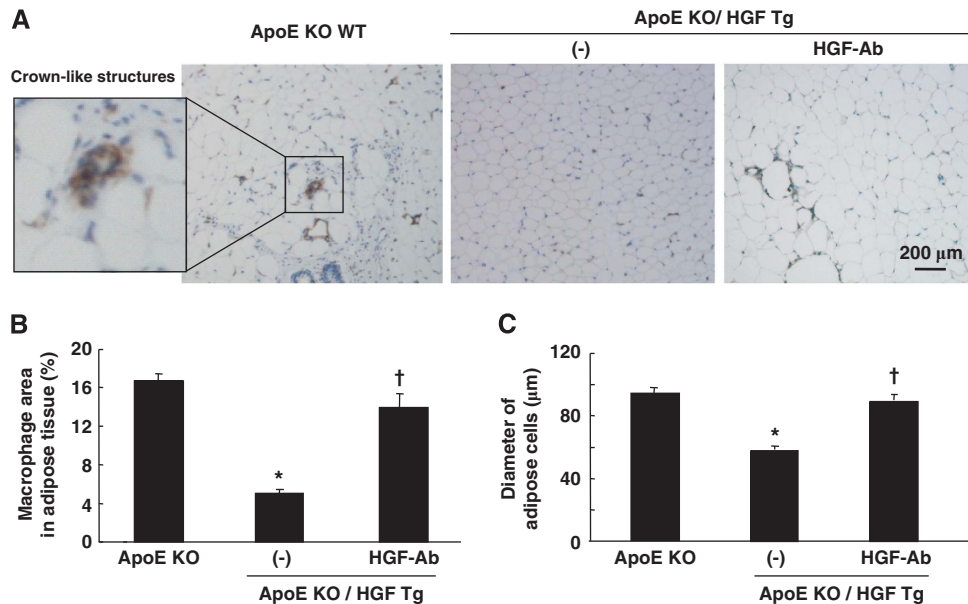 A
ApoE KO WT
ApoE KO/ HGF Tg
(-)
HGF-Ab
Crown-like structures
200 μm
B
Macrophage area
in adipose tissue (%)
20
16
12
8
4
0
*
†
ApoE KO
(-)
HGF-Ab
ApoE KO / HGF Tg
C
Diameter of
adipose cells (μm)
120
80
40
0
*
†
ApoE KO
(-)
HGF-Ab
ApoE KO / HGF Tg